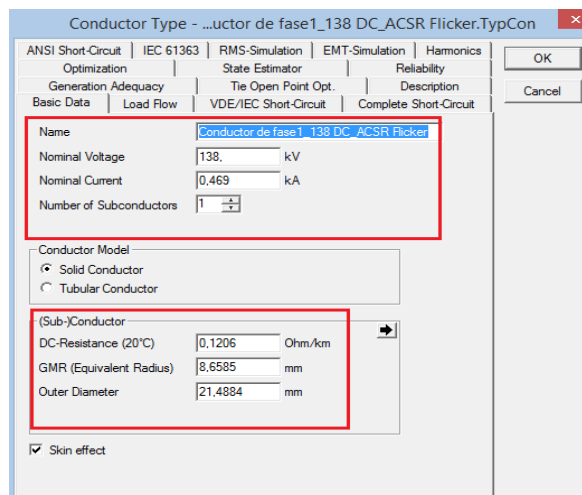 Conductor Type - ...uctor de fase1_138 DC_ACSR Flicker.TypCon
ANSI Short-Circuit IEC 61363 RMS-Simulation EMT-Simulation Harmonics
Optimization State Estimator Reliability
Generation Adequacy Tie Open Point Opt. Description
Basic Data Load Flow VDE/IEC Short-Circuit Complete Short-Circuit
OK
Cancel
Name Conductor de fase1_138 DC_ACSR Flicker
Nominal Voltage 138, kV
Nominal Current 0,469 kA
Number of Subconductors 1
Conductor Model
Solid Conductor
Tubular Conductor
(Sub-)Conductor
DC-Resistance (20°C) 0,1206 Ohm/km
GMR (Equivalent Radius) 8,6585 mm
Outer Diameter 21,4884 mm
Skin effect